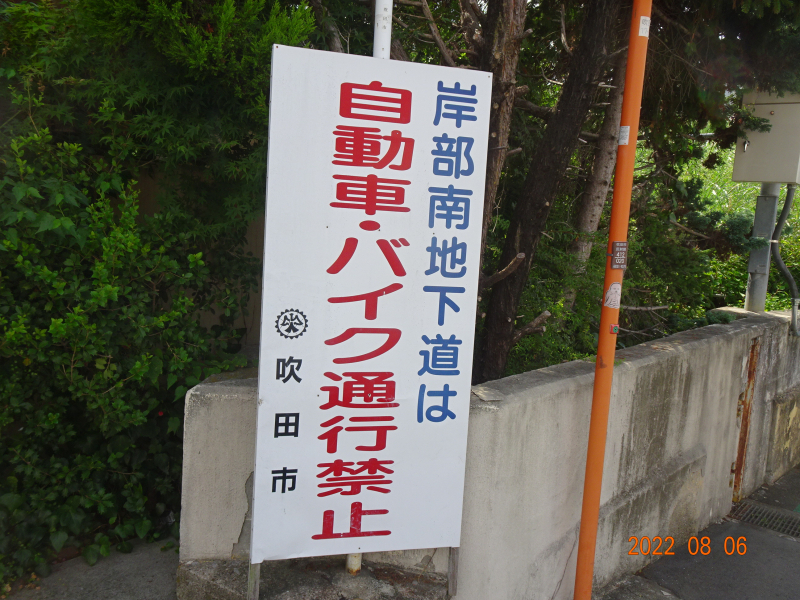 岸部南地下道は
自動車・バイク通行禁止
吹田市
2022 08 06